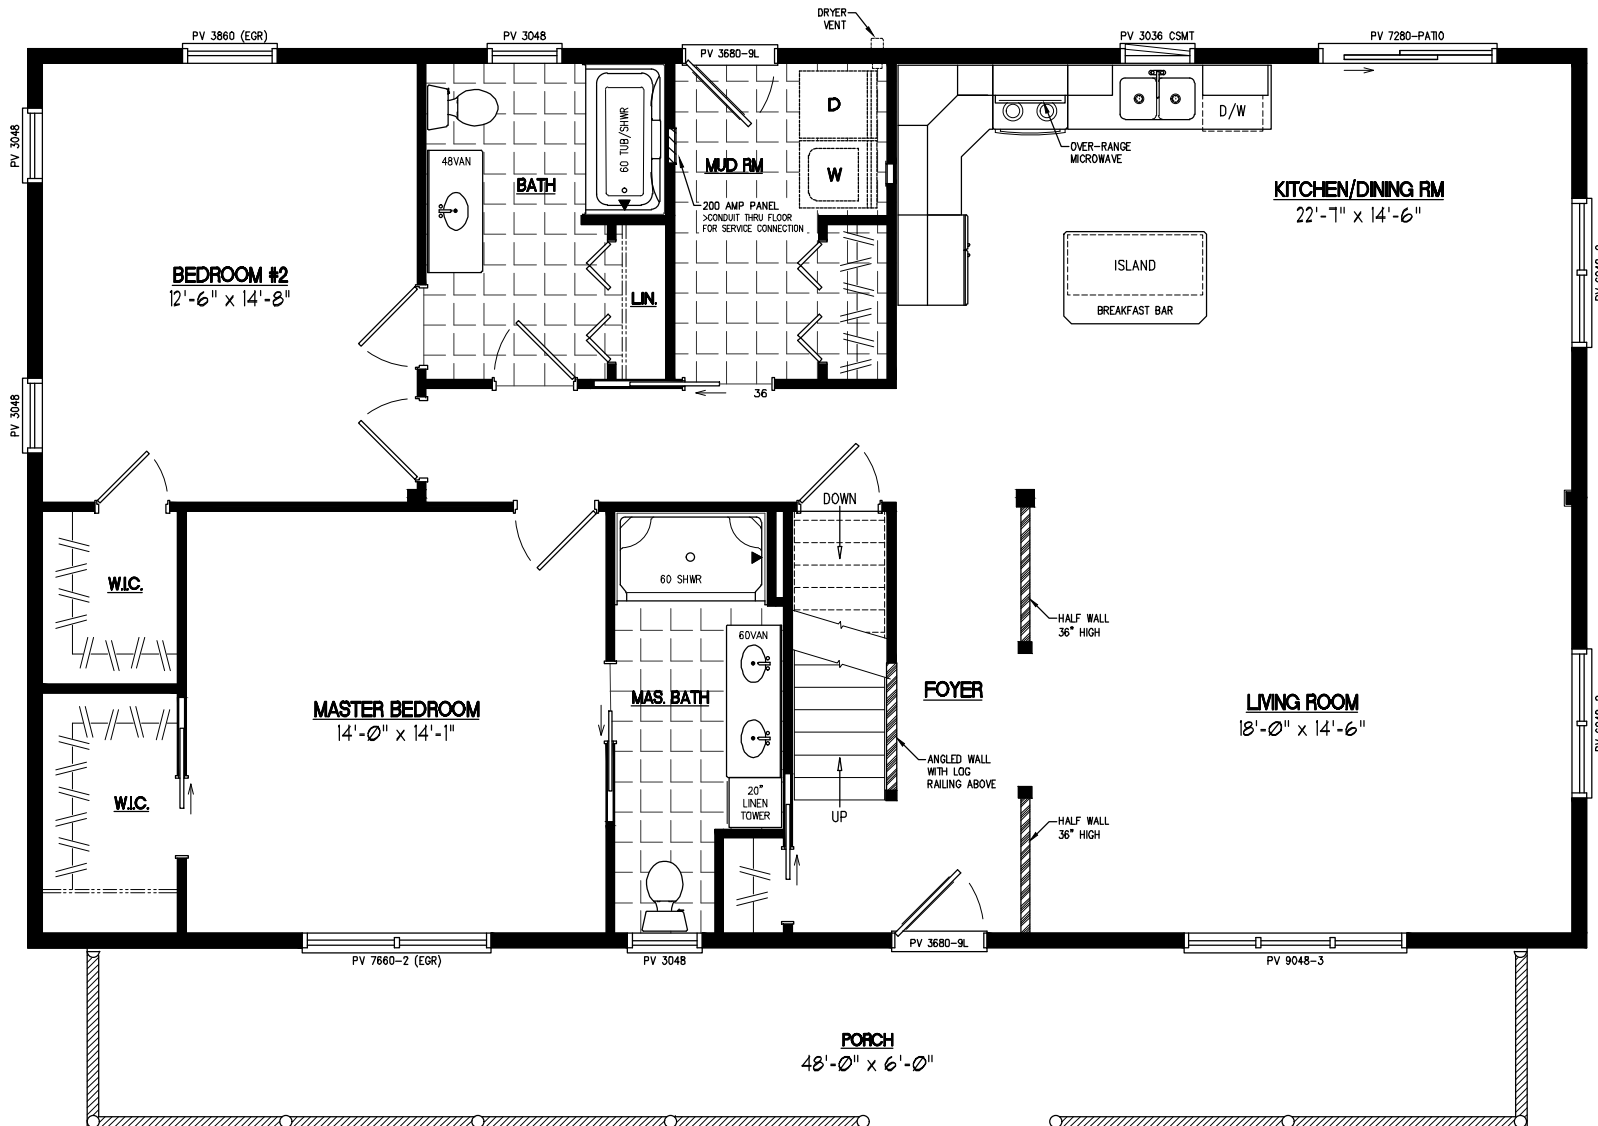 DRYER
VENT
PV 3860 (EGR)
PV 3048
PV 3680-9L
PV 3036 CSMT
PV 7280-PATIO
PV 3048
60 TUB/SHWR
D
D/W
OVER-RANGE
MICROWAVE
48VAN
MUD RM
W
BATH
200 AMP PANEL
>CONDUIT THRU FLOOR
FOR SERVICE CONNECTION
KITCHEN/DINING RM
22'-7" x 14'-6"
BEDROOM #2
12'-6" x 14'-8"
LIN.
ISLAND
BREAKFAST BAR
PV 3048
36
DOWN
W.I.C.
60 SHWR
HALF WALL
36" HIGH
60VAN
MASTER BEDROOM
14'-0" x 14'-1"
MAS. BATH
FOYER
LIVING ROOM
18'-0" x 14'-6"
ANGLED WALL
WITH LOG
RAILING ABOVE
W.I.C.
20"
LINEN
TOWER
UP
HALF WALL
36" HIGH
PV 7660-2 (EGR)
PV 3048
PV 3680-9L
PV 9048-3
PORCH
48'-0" x 6'-0"